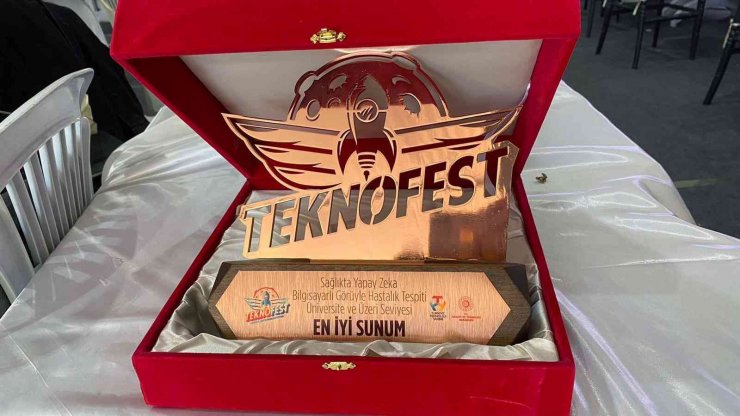 TEKNOFEST
Sağlıkta Yapay Zeka
Bilgisayarlı Görüyle Hastalık Tespiti
Üniversite ve Üzeri Seviyesi
EN İYİ SUNUM
TEKNOFEST